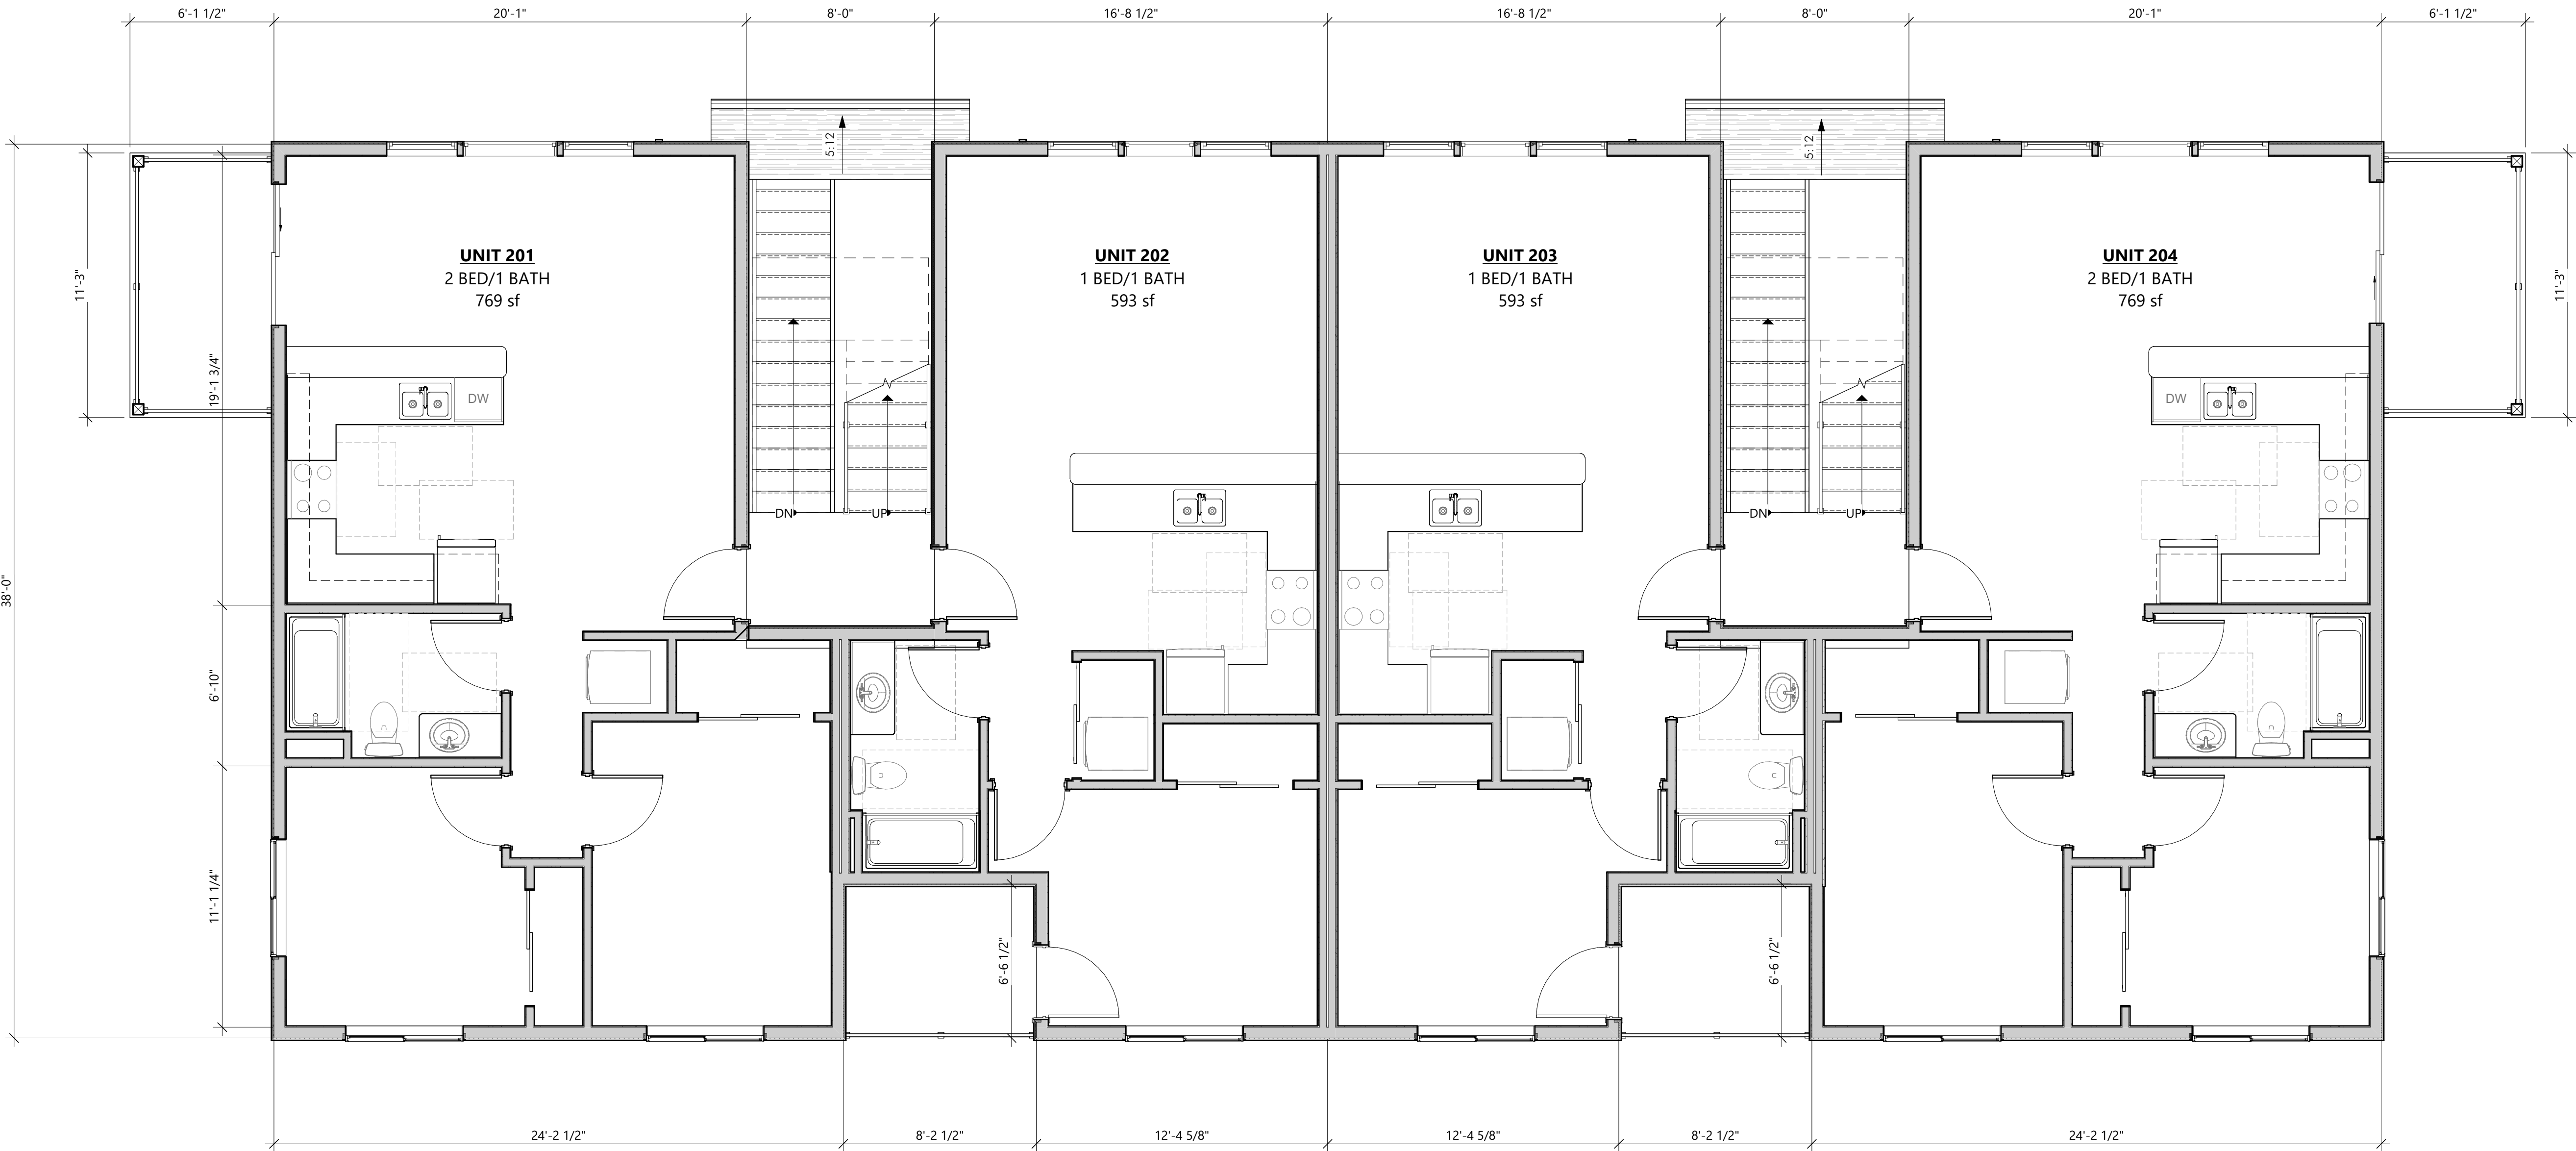 6'-1 1/2"
20'-1"
8'-0"
16'-8 1/2"
16'-8 1/2"
8'-0"
20'-1"
6'-1 1/2"
5:12
5:12
UNIT 201
2 BED/1 BATH
769 sf
UNIT 202
1 BED/1 BATH
593 sf
UNIT 203
1 BED/1 BATH
593 sf
UNIT 204
2 BED/1 BATH
769 sf
11'-3"
11'-3"
19'-1 3/4"
DW
DW
DN
UP
DN
UP
38'-0"
6'-10"
11'-1 1/4"
6'-6 1/2"
6'-6 1/2"
24'-2 1/2"
8'-2 1/2"
12'-4 5/8"
12'-4 5/8"
8'-2 1/2"
24'-2 1/2"